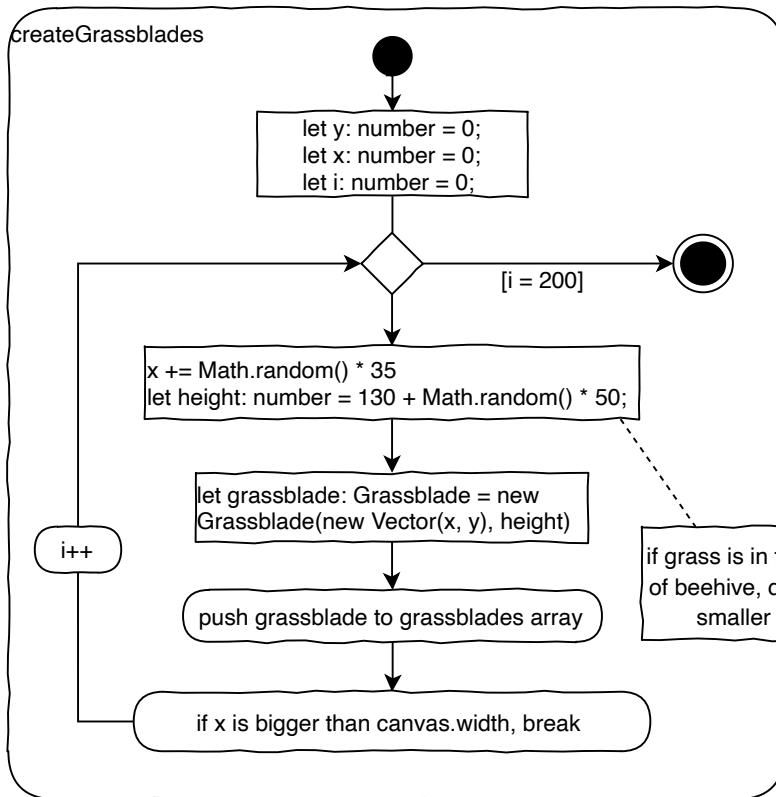 createGrassblades
let y: number = 0;
let x: number = 0;
let i: number = 0;
[i = 200]
x += Math.random() * 35
let height: number = 130 + Math.random() * 50;
let grassblade: Grassblade = new
Grassblade(new Vector(x, y), height)
i++
if grass is in
of beehive,
smaller
push grassblade to grassblades array
if x is bigger than canvas.width, break